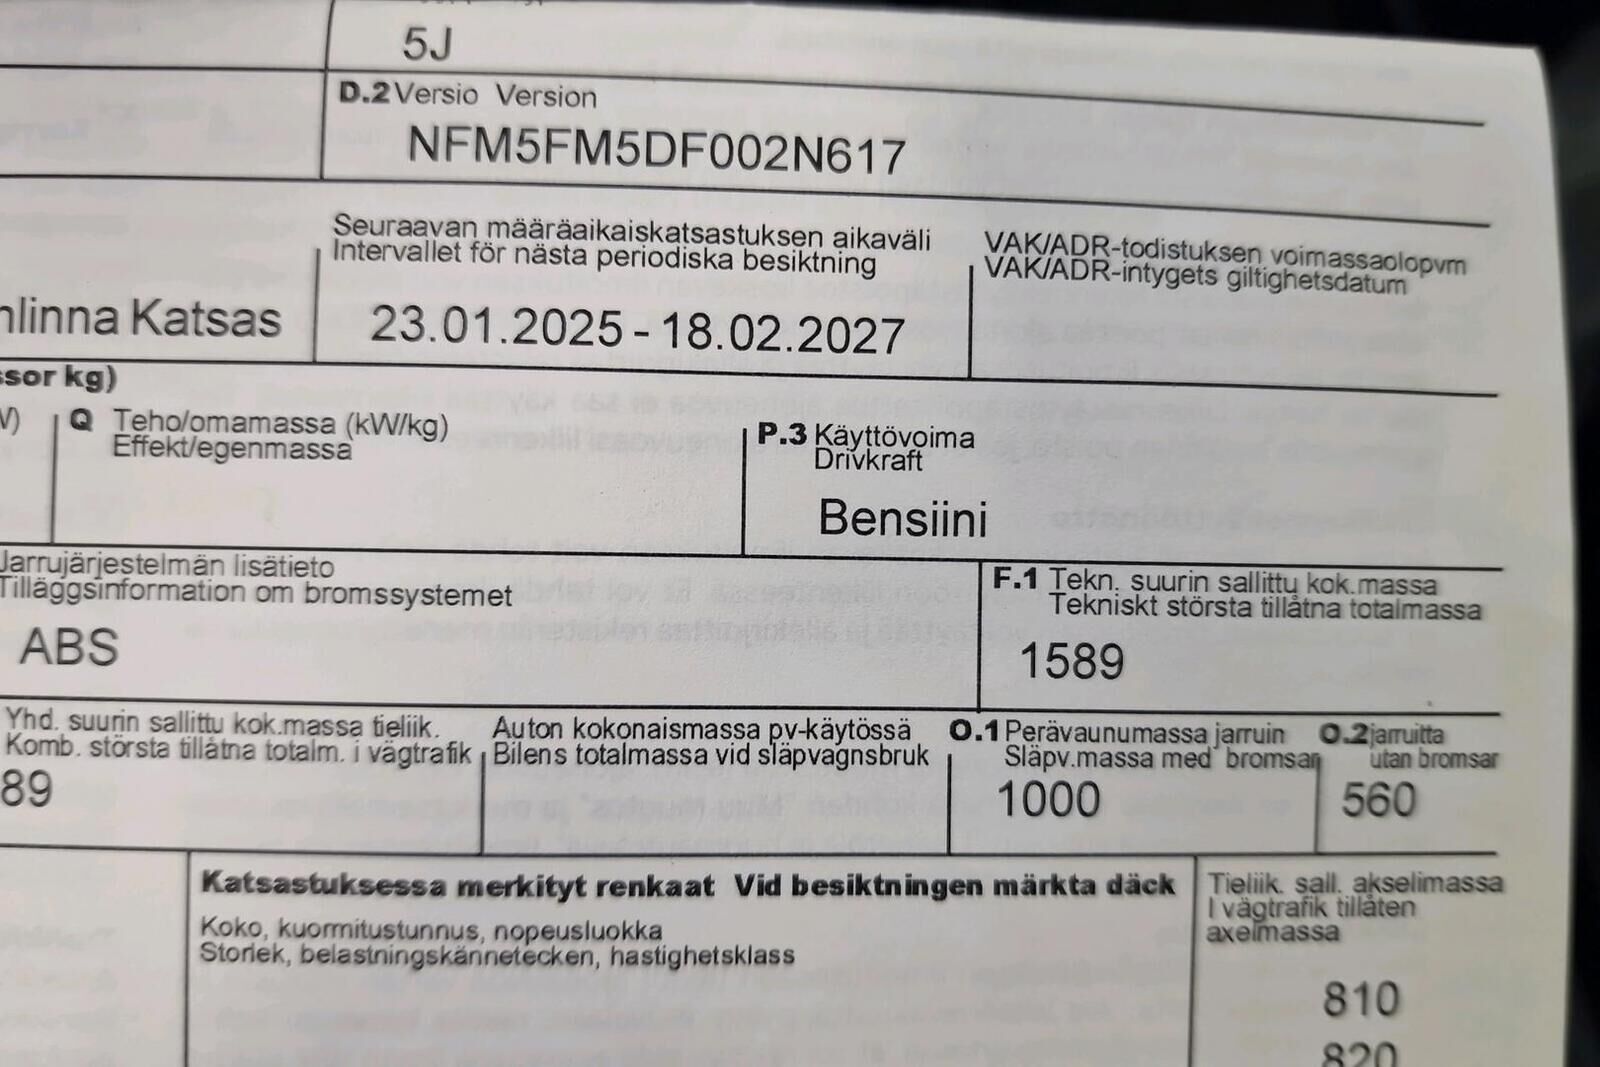 5J
D.2 Versio Version
NFM5FM5DF002N617
Seuraavan määräaikaiskatsastuksen aikaväli
Intervallet för nästa periodiska besiktning
VAK/ADR-todistuksen voimassaolopvm
VAK/ADR-intygets giltighetsdatum
nlinna Katsas
23.01.2025 - 18.02.2027
ssor kg)
V)
Q Teho/omamassa (kW/kg)
Effekt/egenmassa
P.3 Käyttövoima
Drivkraft
Bensiini
Jarrujärjestelmän lisätieto
Tilläggsinformation om bromssystemet
ABS
F.1 Tekn. suurin sallittu kok.massa
Tekniskt största tillåtna totalmassa
1589
Yhd. suurin sallittu kok.massa tieliik.
Komb. största tillåtna totalm. i vägtrafik
89
Auton kokonaismassa pv-käytössä
Bilens totalmassa vid släpvagnsbruk
O.1 Perävaunumassa jarruin
Släpv.massa med bromsar
1000
O.2 jarruitta
utan bromsar
560
Katsastuksessa merkityt renkaat Vid besiktningen märkta däck
Koko, kuormitustunnus, nopeusluokka
Storlek, belastningskännetecken, hastighetsklass
Tieliik. sall. akselimassa
I vägtrafik tillåten
axelmassa
810
820